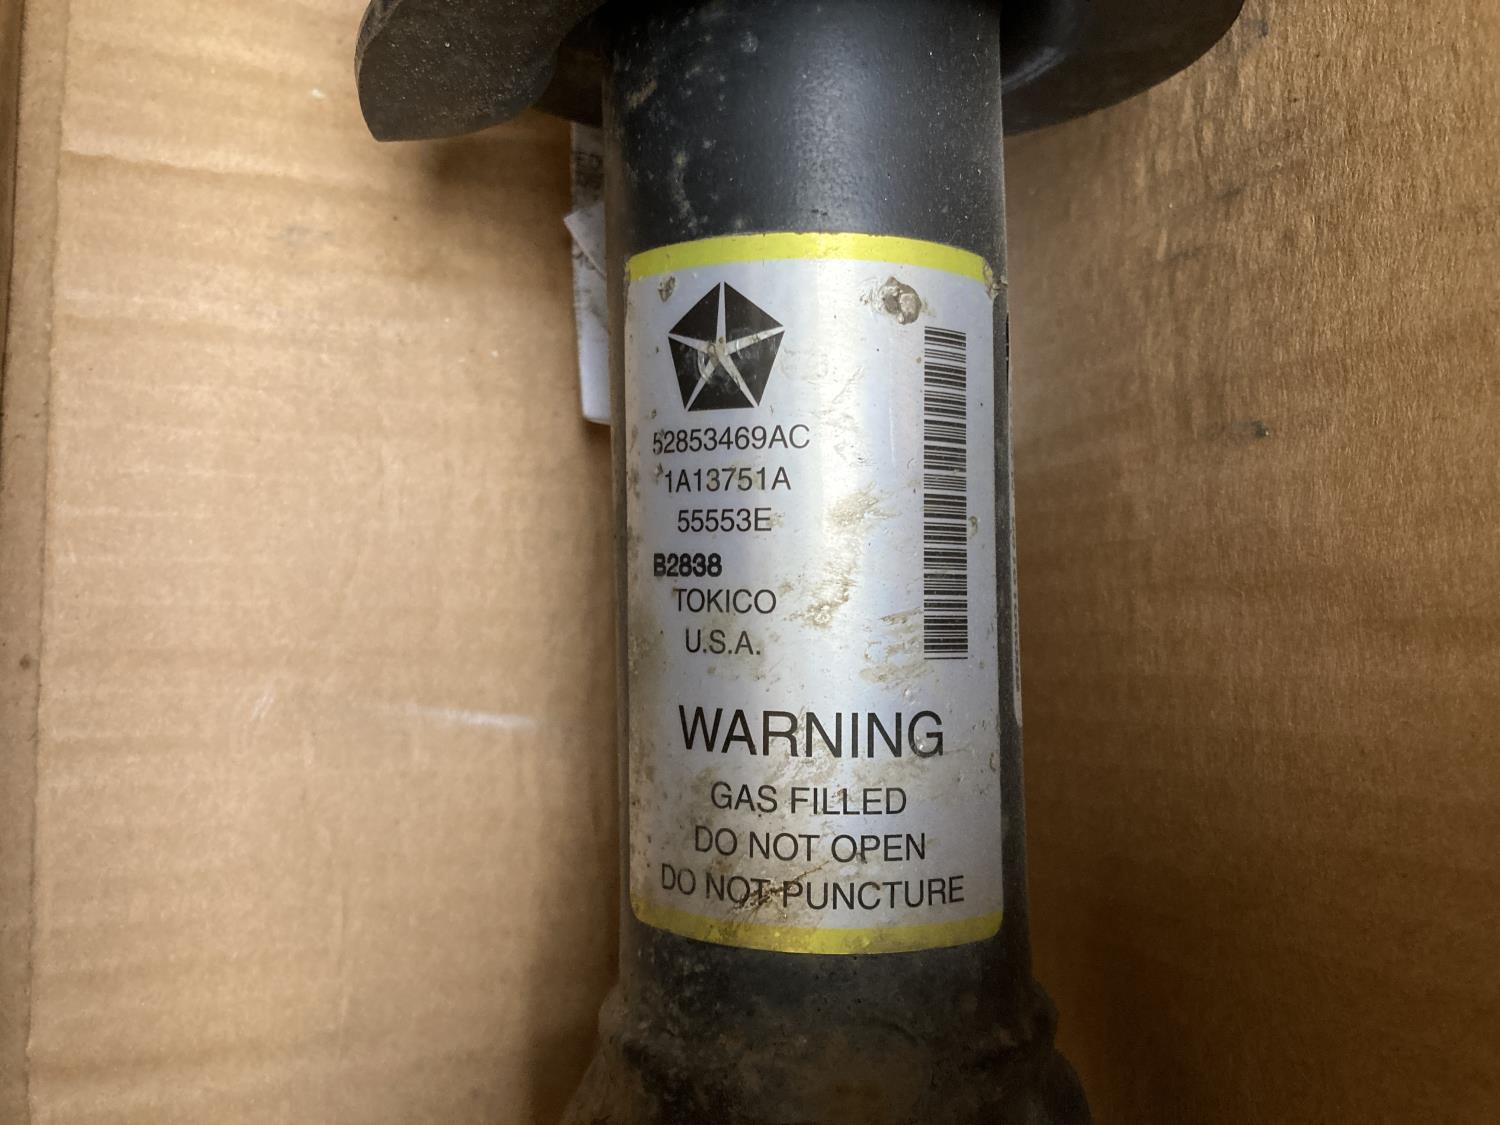 52853469AC
1A13751A
55553E
B2838
TOKICO
U.S.A.
WARNING
GAS FILLED
DO NOT OPEN
DO NOT PUNCTURE